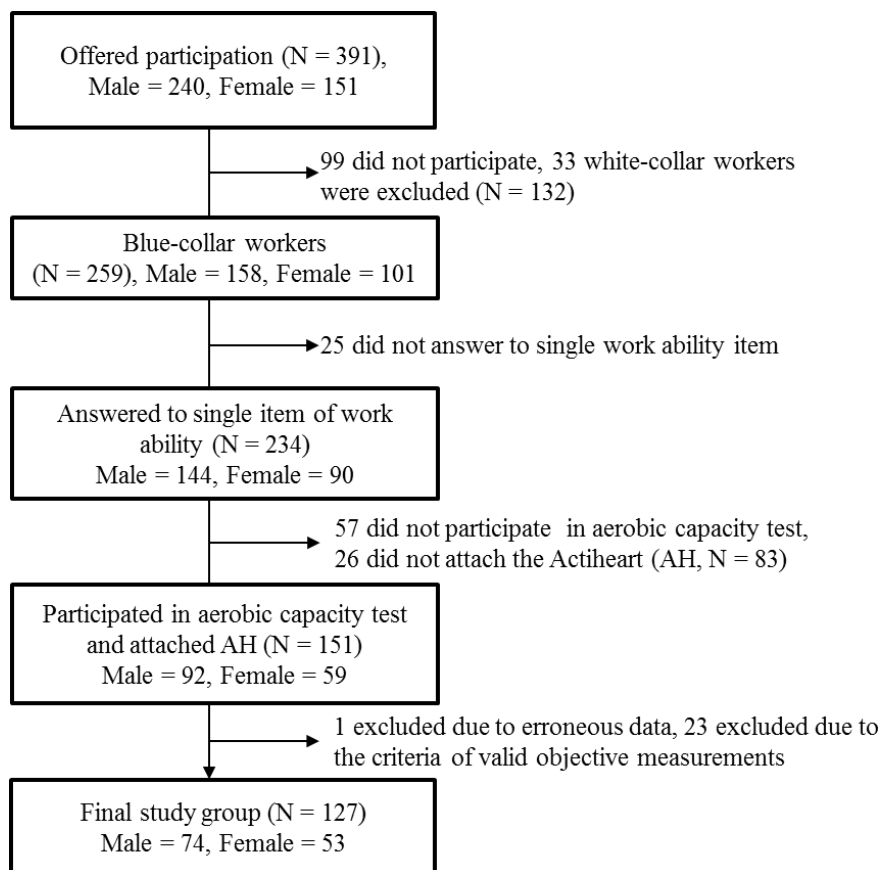 Offered participation (N = 391),
Male = 240, Female = 151
99 did not participate, 33 white-collar workers
were excluded (N = 132)
Blue-collar workers
(N = 259), Male = 158, Female = 101
25 did not answer to single work ability item
Answered to single item of work
ability (N = 234)
Male = 144, Female = 90
57 did not participate in aerobic capacity test,
26 did not attach the Actiheart (AH, N = 83)
Participated in aerobic capacity test
and attached AH (N = 151)
Male = 92, Female = 59
1 excluded due to erroneous data, 23 excluded due to
the criteria of valid objective measurements
Final study group (N = 127)
Male = 74, Female = 53